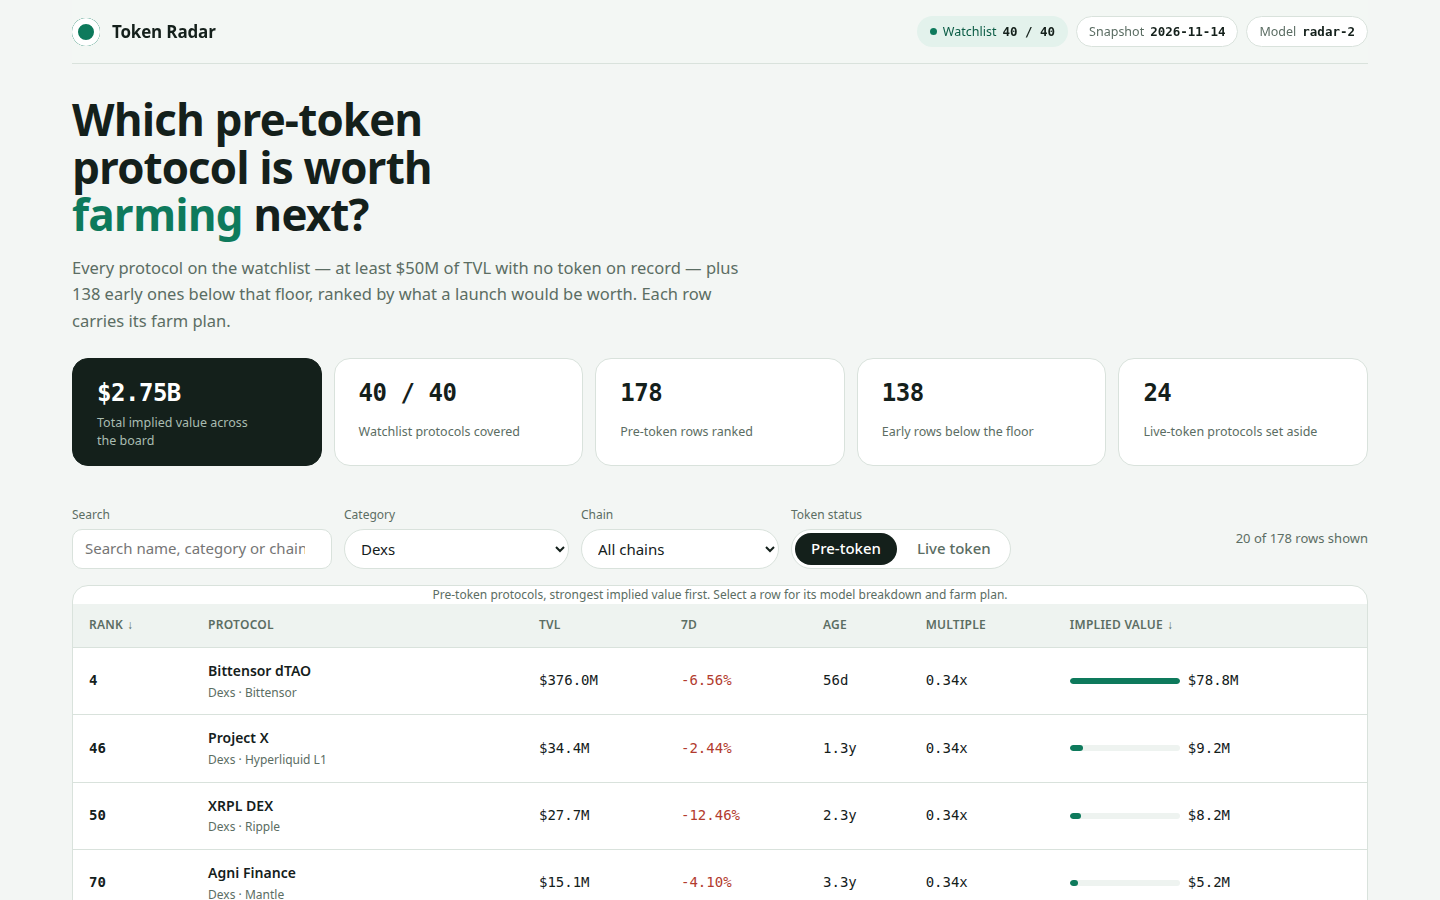 Token Radar
Watchlist 40 / 40
Snapshot 2026-11-14
Model radar-2
Which pre-token
protocol is worth
farming next?
Every protocol on the watchlist — at least $50M of TVL with no token on record — plus
138 early ones below that floor, ranked by what a launch would be worth. Each row
carries its farm plan.
$2.75B
Total implied value across
the board
40 / 40
Watchlist protocols covered
178
Pre-token rows ranked
138
Early rows below the floor
24
Live-token protocols set aside
Search
Category
Chain
Token status
Search name, category or chain
Dexs
All chains
Pre-token
Live token
20 of 178 rows shown
Pre-token protocols, strongest implied value first. Select a row for its model breakdown and farm plan.
RANK ↓ PROTOCOL TVL 7D AGE MULTIPLE IMPLIED VALUE ↓
4 Bittensor dTAO $376.0M -6.56% 56d 0.34x $78.8M
Dexs · Bittensor
46 Project X $34.4M -2.44% 1.3y 0.34x $9.2M
Dexs · Hyperliquid L1
50 XRPL DEX $27.7M -12.46% 2.3y 0.34x $8.2M
Dexs · Ripple
70 Agni Finance $15.1M -4.10% 3.3y 0.34x $5.2M
Dexs · Mantle